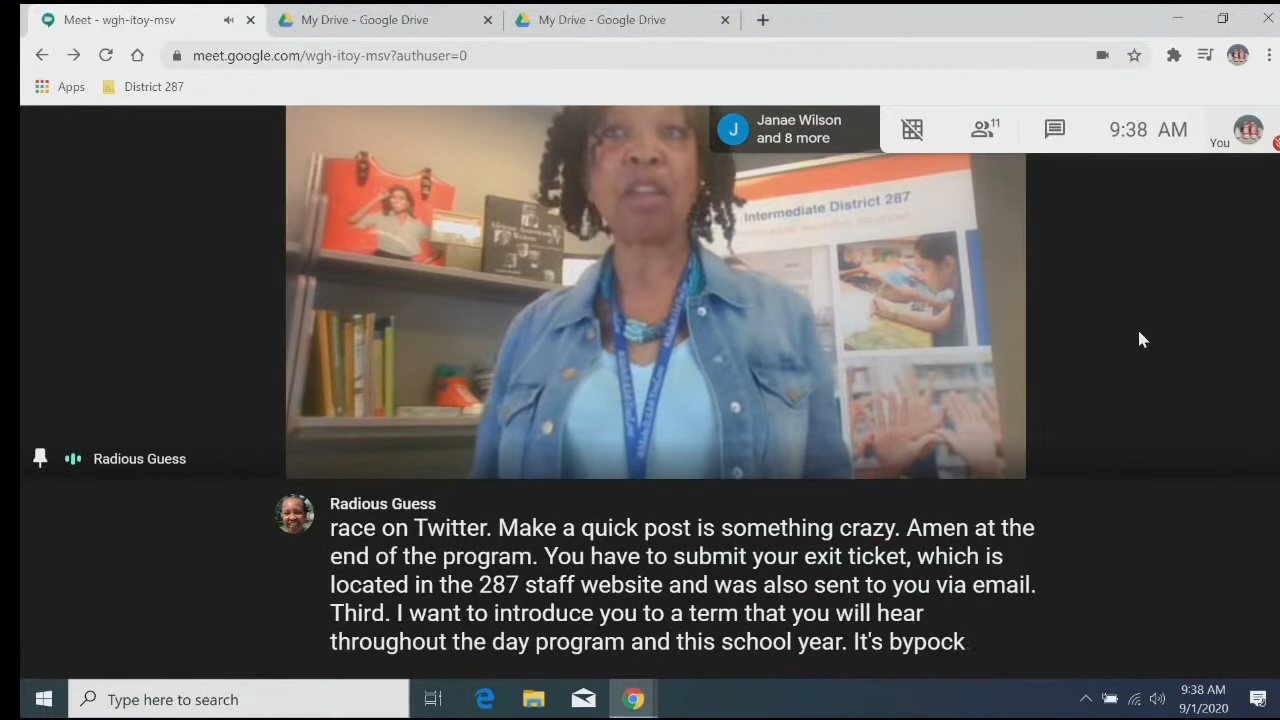 Meet - wgh-itoy-msv
My Drive - Google Drive
My Drive - Google Drive
meet.google.com/wgh-itoy-msv?authuser=0
Apps
District 287
J
Janae Wilson
and 8 more
11
9:38 AM
You
Intermediate District 287
Radious Guess
Radious Guess
race on Twitter. Make a quick post is something crazy. Amen at the
end of the program. You have to submit your exit ticket, which is
located in the 287 staff website and was also sent to you via email.
Third. I want to introduce you to a term that you will hear
throughout the day program and this school year. It's bypock
Type here to search
9:38 AM
9/1/2020